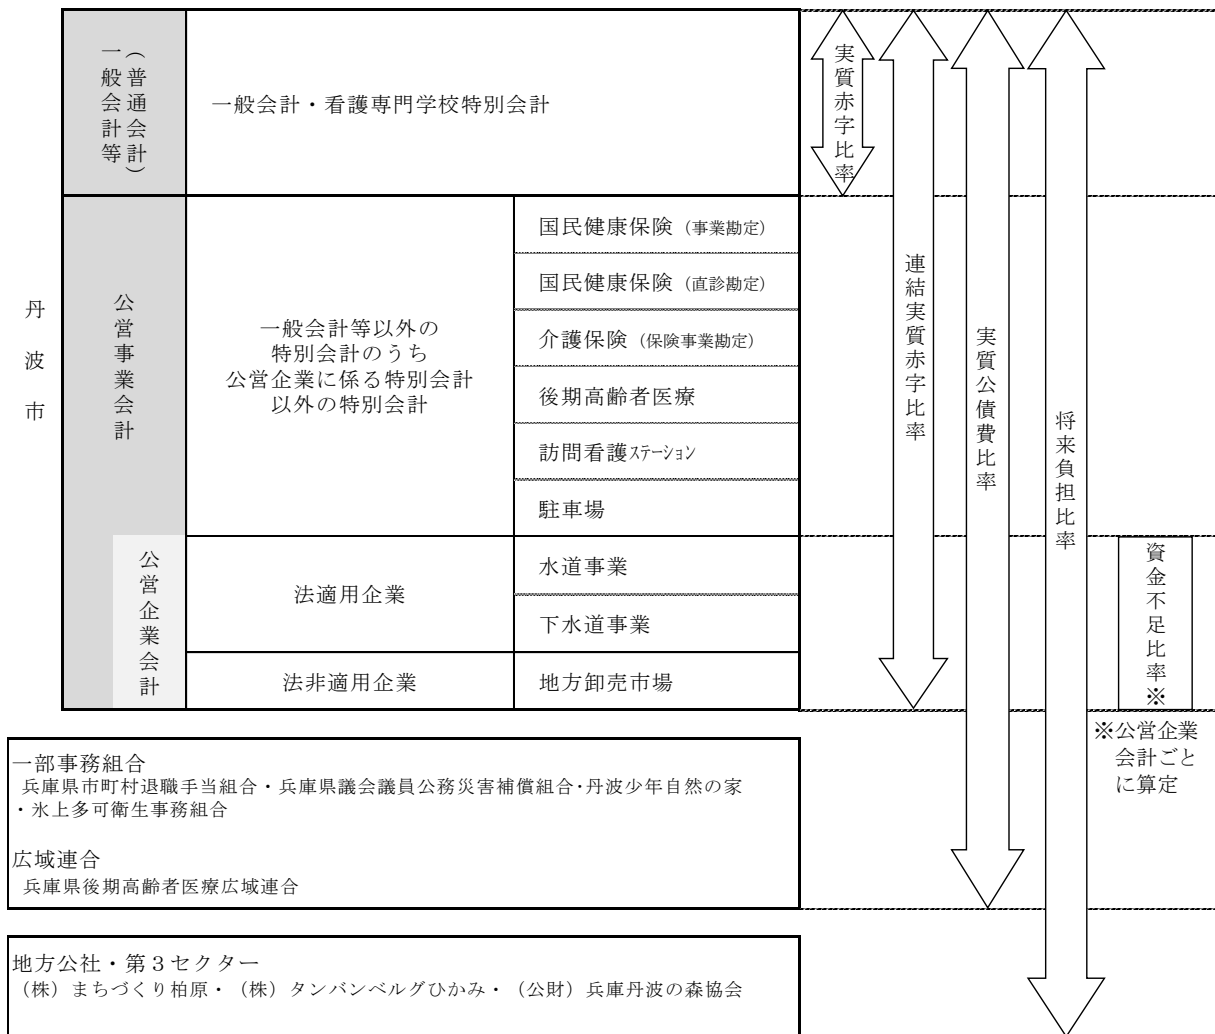 丹波市
一般会計等
（普通会計）
一般会計・看護専門学校特別会計
公営事業会計
一般会計等以外の
特別会計のうち
公営企業に係る特別会計
以外の特別会計
国民健康保険（事業勘定）
国民健康保険（直診勘定）
介護保険（保険事業勘定）
後期高齢者医療
訪問看護ｽﾃｰｼｮﾝ
駐車場
公営企業会計
法適用企業
水道事業
下水道事業
法非適用企業
地方卸売市場
実質赤字比率
連結実質赤字比率
実質公債費比率
将来負担比率
資金不足比率※
※公営企業
会計ごと
に算定
一部事務組合
兵庫県市町村退職手当組合・兵庫県議会議員公務災害補償組合・丹波少年自然の家
・氷上多可衛生事務組合
広域連合
兵庫県後期高齢者医療広域連合
地方公社・第３セクター
（株）まちづくり柏原・（株）タンバンベルグひかみ・（公財）兵庫丹波の森協会